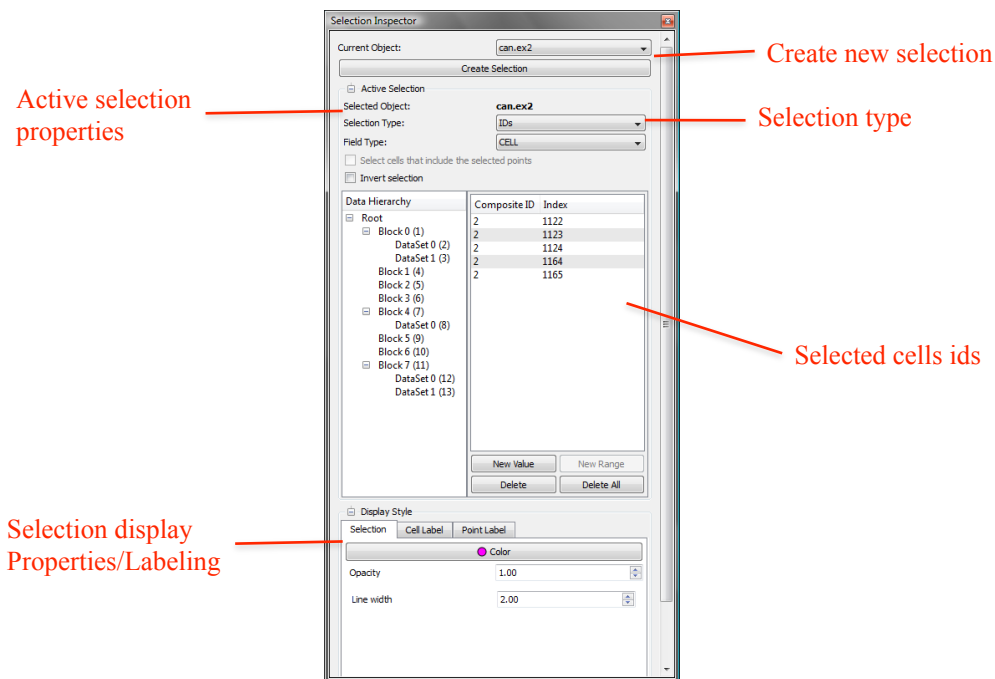 Selection Inspector
Current Object: can.ex2
Create new selection
Create Selection
Active Selection
Active selection
properties
Selected Object: can.ex2
Selection Type: IDs
Selection type
Field Type: CELL
Select cells that include the selected points
Invert selection
Data Hierarchy
Root
Block 0 (1)
DataSet 0 (2)
DataSet 1 (3)
Block 1 (4)
Block 2 (5)
Block 3 (6)
Block 4 (7)
DataSet 0 (8)
Block 5 (9)
Block 6 (10)
Block 7 (11)
DataSet 0 (12)
DataSet 1 (13)
Composite ID Index
2 1122
2 1123
2 1124
2 1164
2 1165
Selected cells ids
New Value New Range
Delete Delete All
Display Style
Selection Cell Label Point Label
Selection display
Properties/Labeling
Color
Opacity 1.00
Line width 2.00